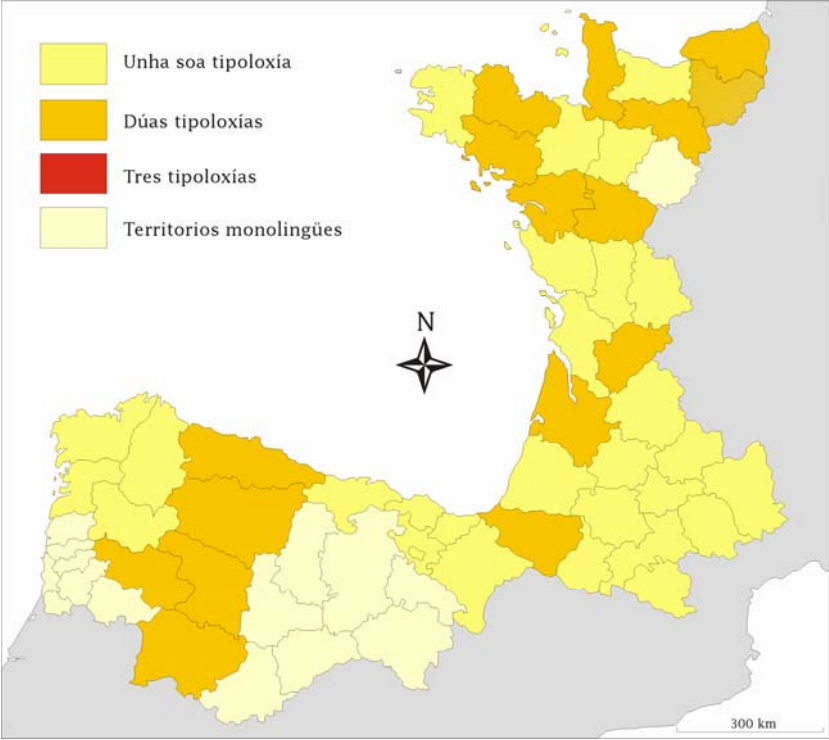 Unha soa tipoloxía
Dúas tipoloxías
Tres tipoloxías
Territorios monolingües
N
300 km